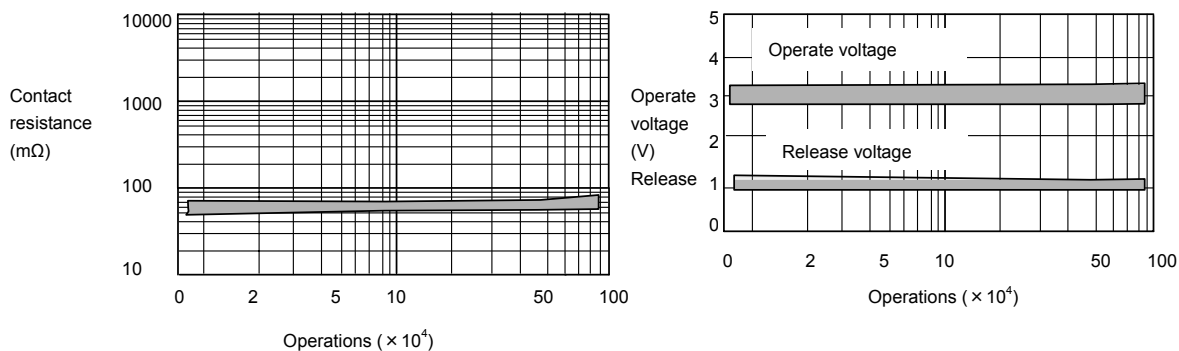 10000
1000
100
10
Contact
resistance
(mΩ)
0 2 5 10 50 100
Operations ( × 10⁴)
5
4
3
2
1
0
Operate
voltage
(V)
Release
Operate voltage
Release voltage
0 2 5 10 50 100
Operations ( × 10⁴)